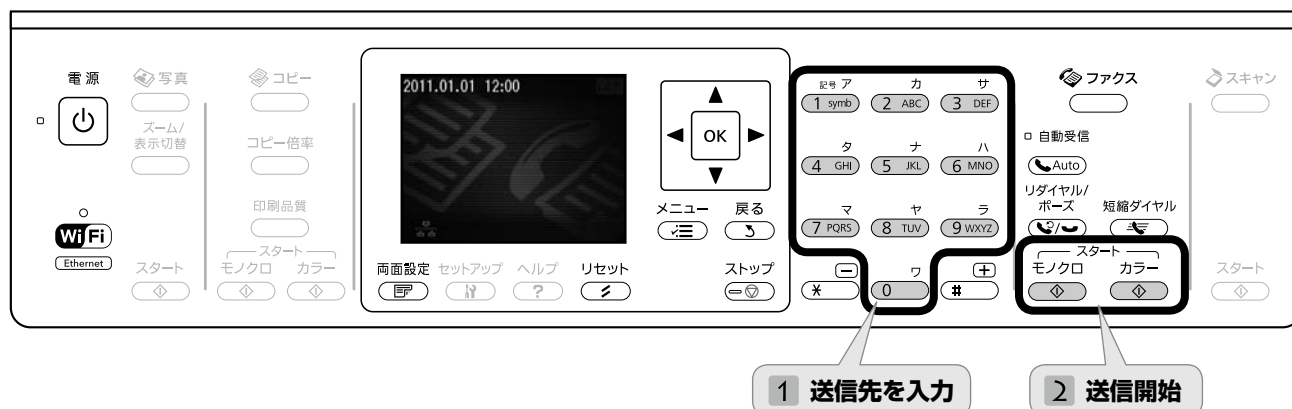 電源
写真
ズーム/
表示切替
コピー
コピー倍率
印刷品質
スタート
モノクロ カラー
スタート
Wi Fi
Ethernet
2011.01.01 12:00
OK
メニュー 戻る
両面設定 セットアップ ヘルプ リセット ストップ
?
記号 ア カ サ
1 symb 2 ABC 3 DEF
タ ナ ハ
4 GHI 5 JKL 6 MNO
マ ヤ ラ
7 PQRS 8 TUV 9 WXYZ
- ワ +
* 0 #
ファクス
自動受信
Auto
リダイヤル/
ポーズ 短縮ダイヤル
スタート
モノクロ カラー
スキャン
スタート
1 送信先を入力
2 送信開始